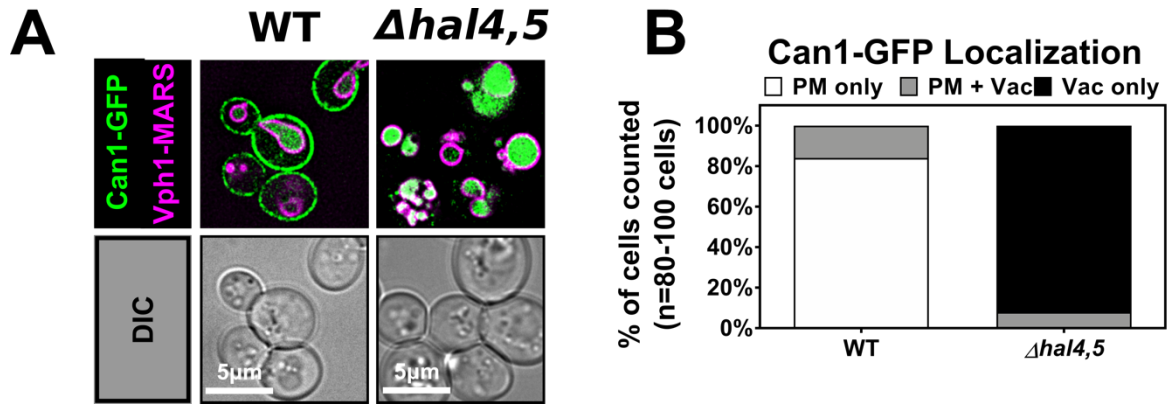 A
WT
Δhal4,5
Can1-GFP
Vph1-MARS
DIC
5μm
5μm
B
Can1-GFP Localization
PM only
PM + Vac
Vac only
% of cells counted
(n=80-100 cells)
100%
80%
60%
40%
20%
0%
WT
Δhal4,5